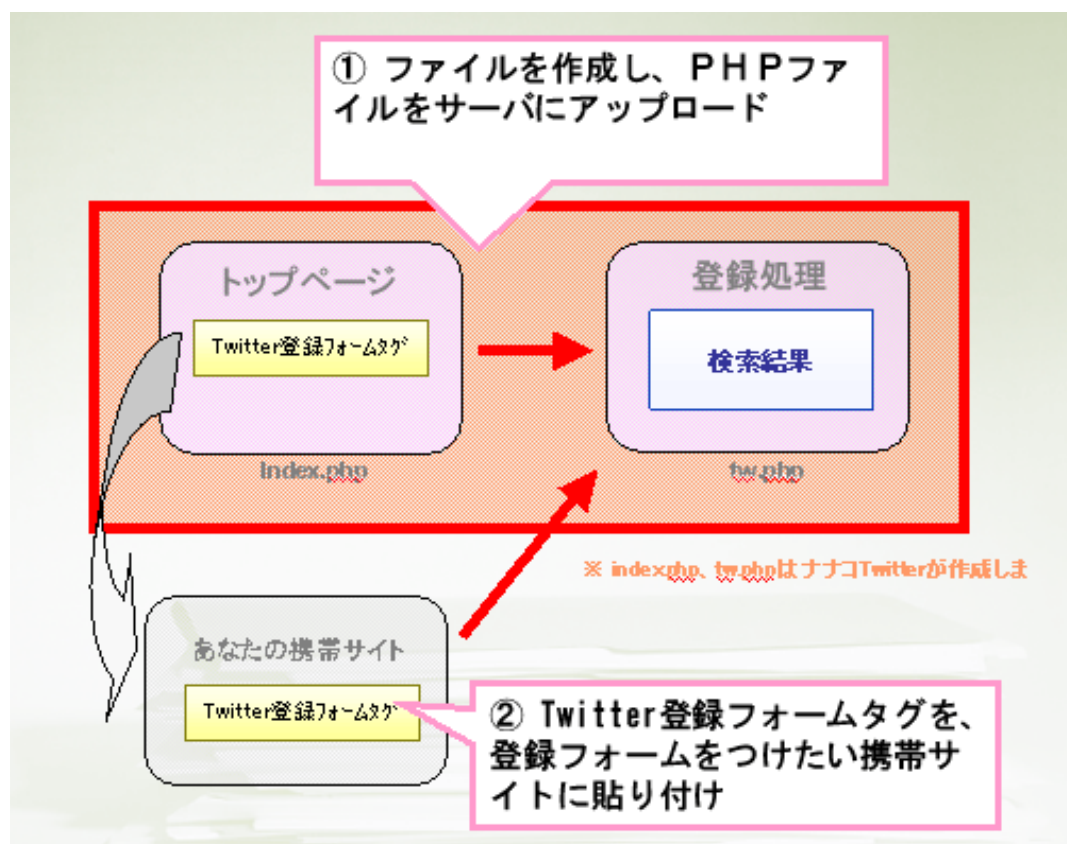 ① ファイルを作成し、ＰＨＰファ
イルをサーバにアップロード
トップページ
Twitter登録ﾌｫｰﾑﾀｸﾞ
index.php
登録処理
検索結果
tw.php
※ index.php、tw.phpはナナコTwitterが作成しま
あなたの携帯サイト
Twitter登録ﾌｫｰﾑﾀｸﾞ
② Twitter登録フォームタグを、
登録フォームをつけたい携帯サ
イトに貼り付け